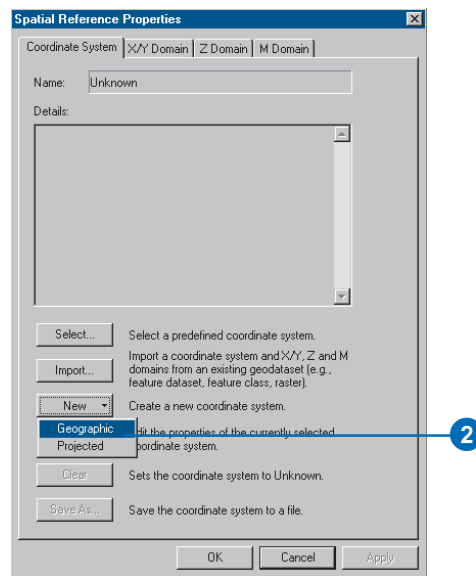 Spatial Reference Properties
Coordinate System X/Y Domain Z Domain M Domain
Name: Unknown
Details:
Select... Select a predefined coordinate system.
Import... Import a coordinate system and X/Y, Z and M
domains from an existing geodataset (e.g.,
feature dataset, feature class, raster).
New Create a new coordinate system.
Geographic dit the properties of the currently selected
Projected oordinate system.
2
Clear Sets the coordinate system to Unknown.
Save As... Save the coordinate system to a file.
OK Cancel Apply